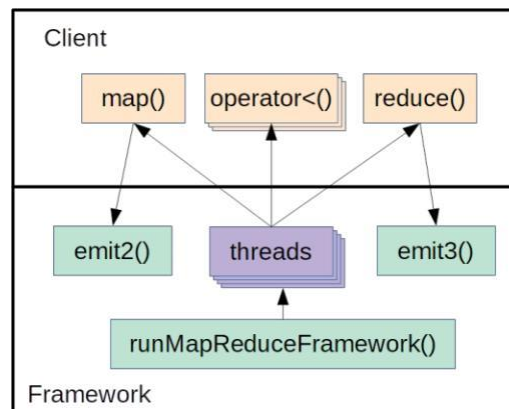 Client
map()
operator<()
reduce()
emit2()
threads
emit3()
runMapReduceFramework()
Framework